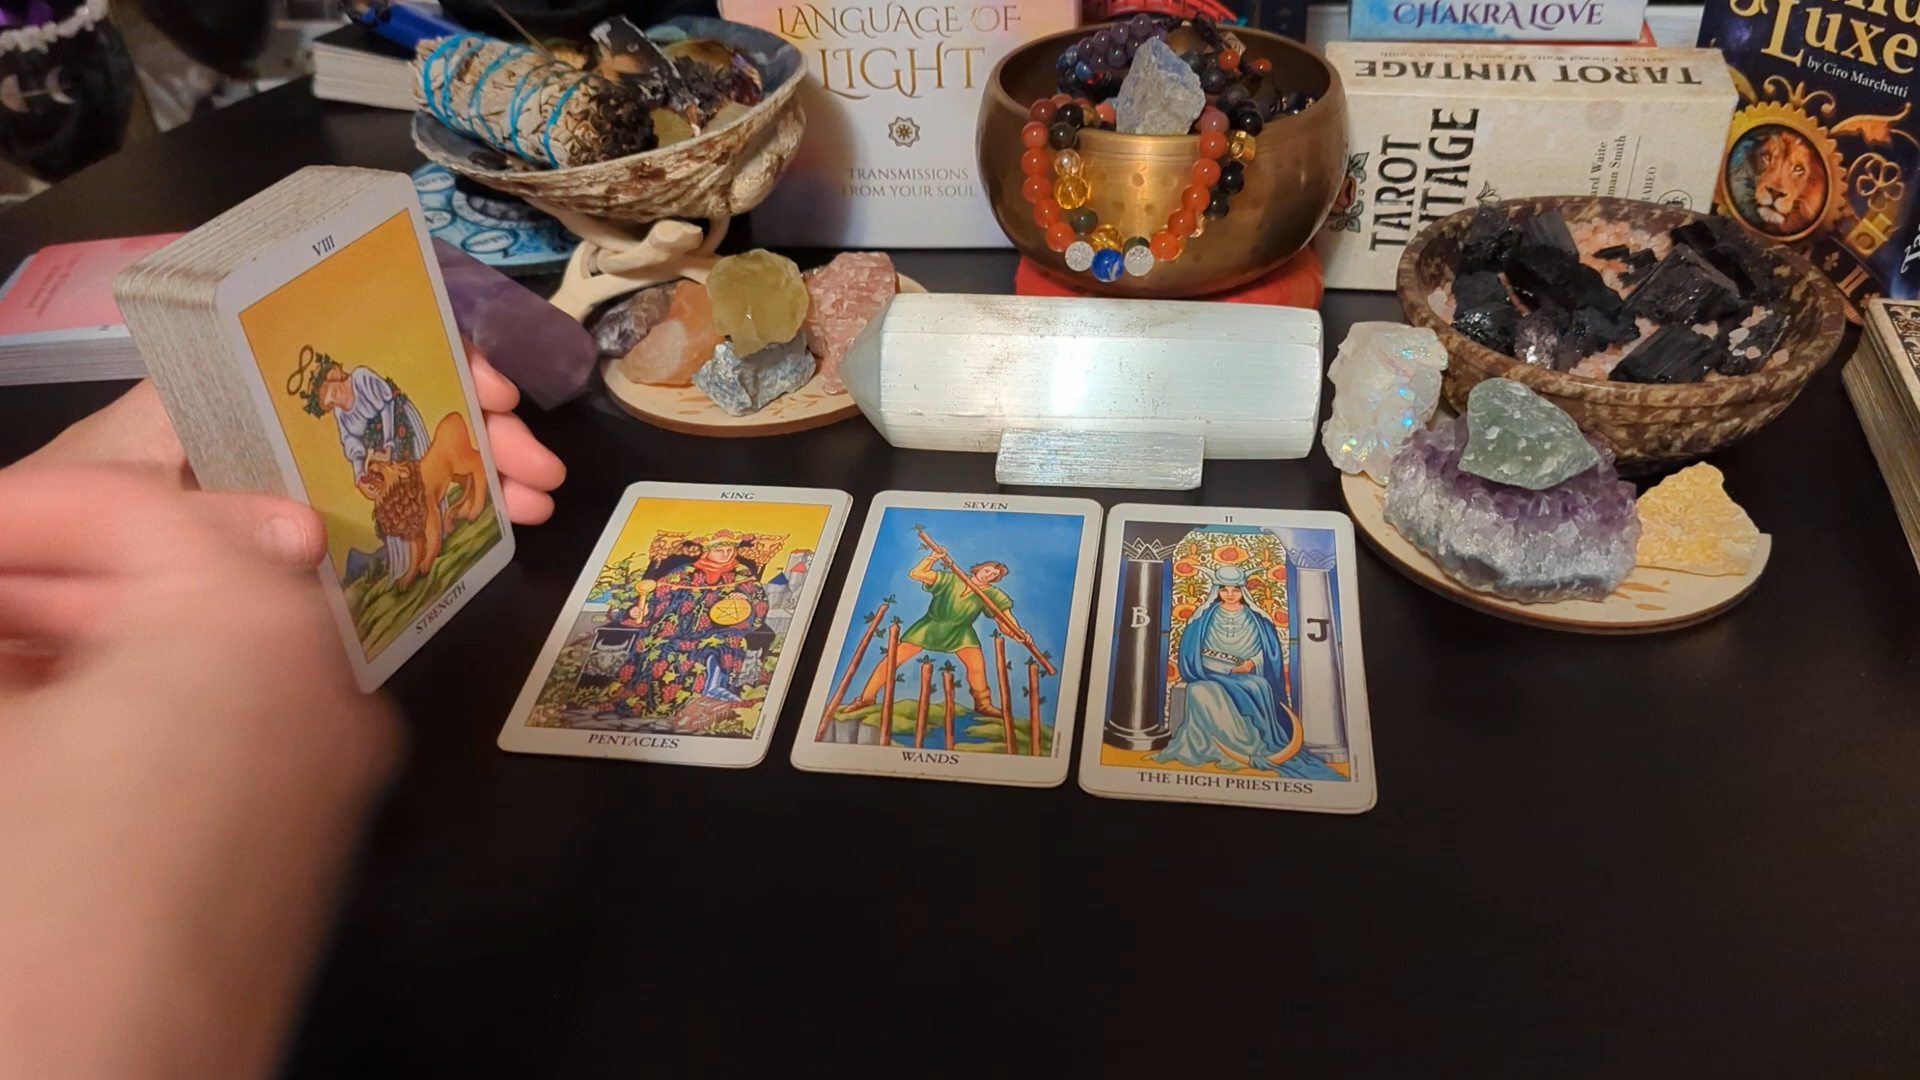 LANGUAGE OF
LIGHT
TRANSMISSIONS
FROM YOUR SOUL
CHAKRA LOVE
TAROT VINTAGE
TAROT
Luxe
by Ciro Marchetti
VIII
STRENGTH
KING
PENTACLES
SEVEN
WANDS
II
B
J
THE HIGH PRIESTESS